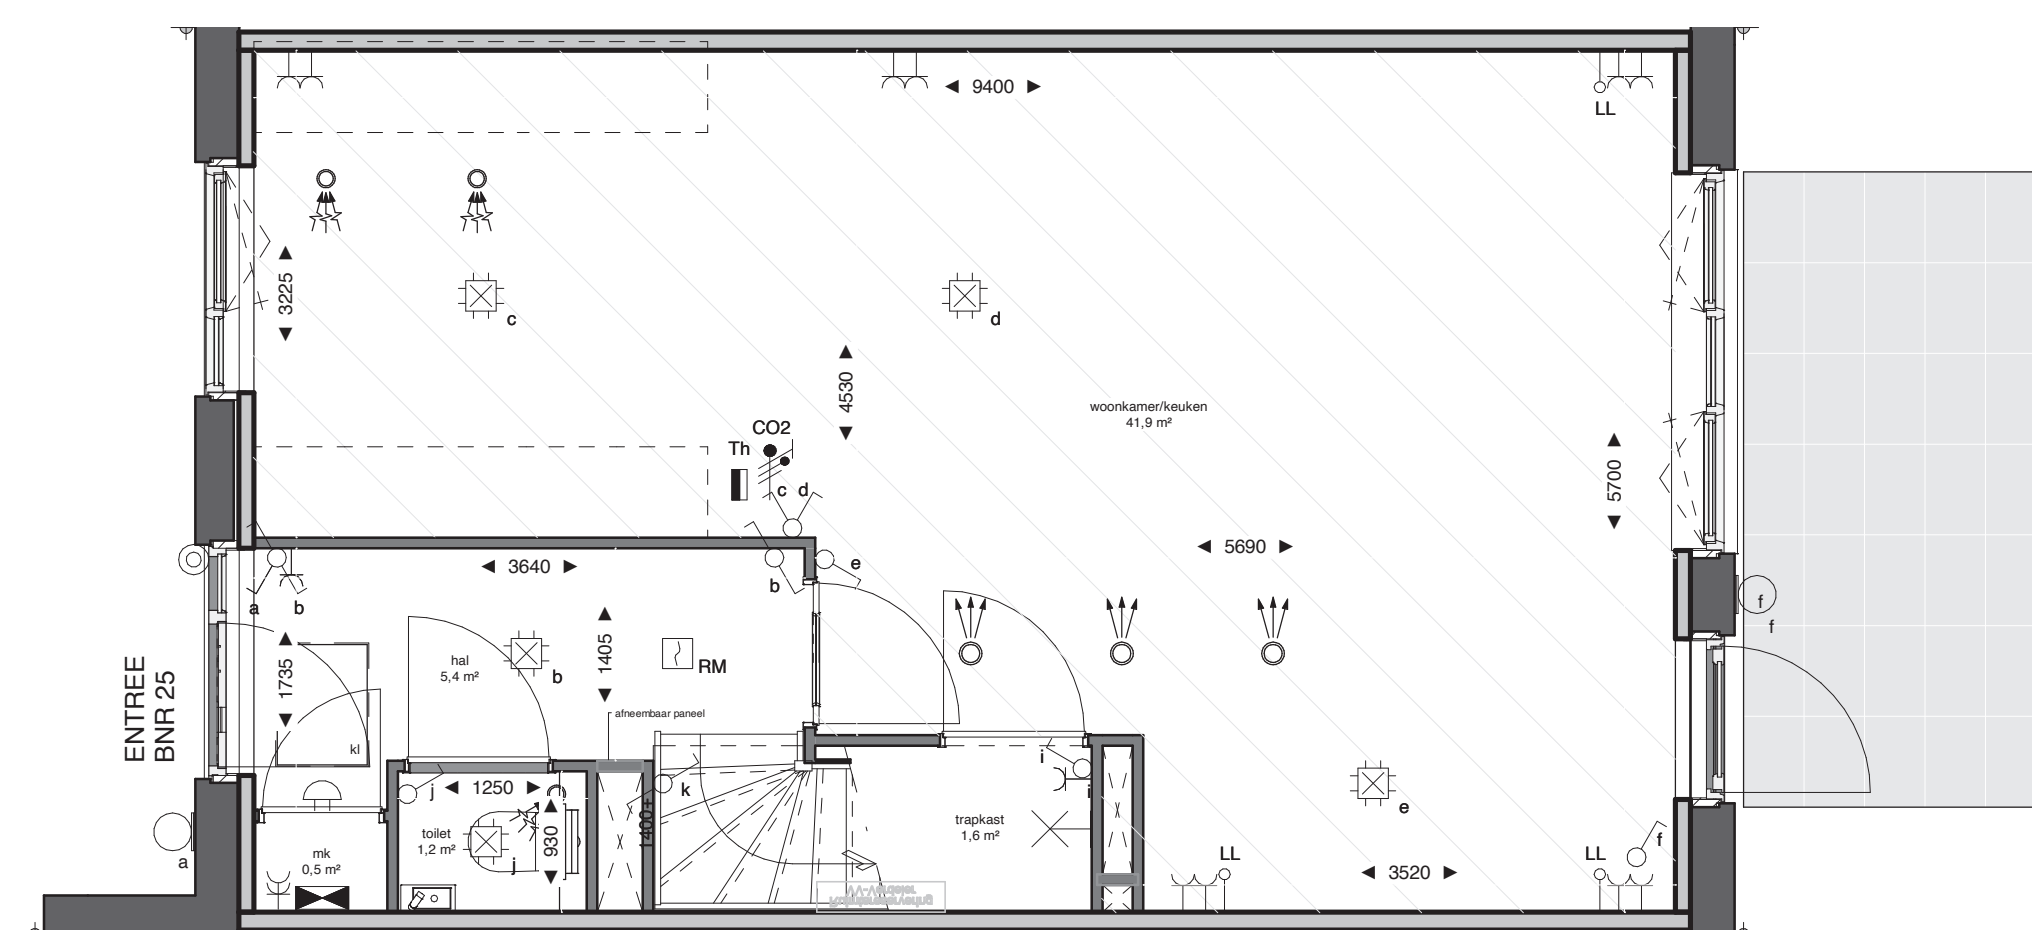 9400
LL
3225
c
d
4530
woonkamer/keuken
41,9 m²
CO2
Th
c d
5700
5690
3640
e
b
a b
f
f
ENTREE
BNR 25
1735
hal
5,4 m²
b
1405
RM
afneembaar paneel
kl
i
j
1250
k
i
e
a
mk
0,5 m²
toilet
1,2 m²
j
930
1400+
trapkast
1,6 m²
LL
3520
LL
f